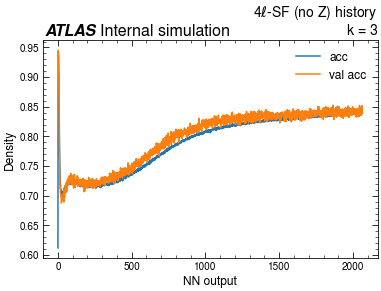 4ℓ-SF (no Z) history
ATLAS Internal simulation
k = 3
acc
val acc
0.95
0.90
0.85
0.80
0.75
0.70
0.65
0.60
Density
0
500
1000
1500
2000
NN output